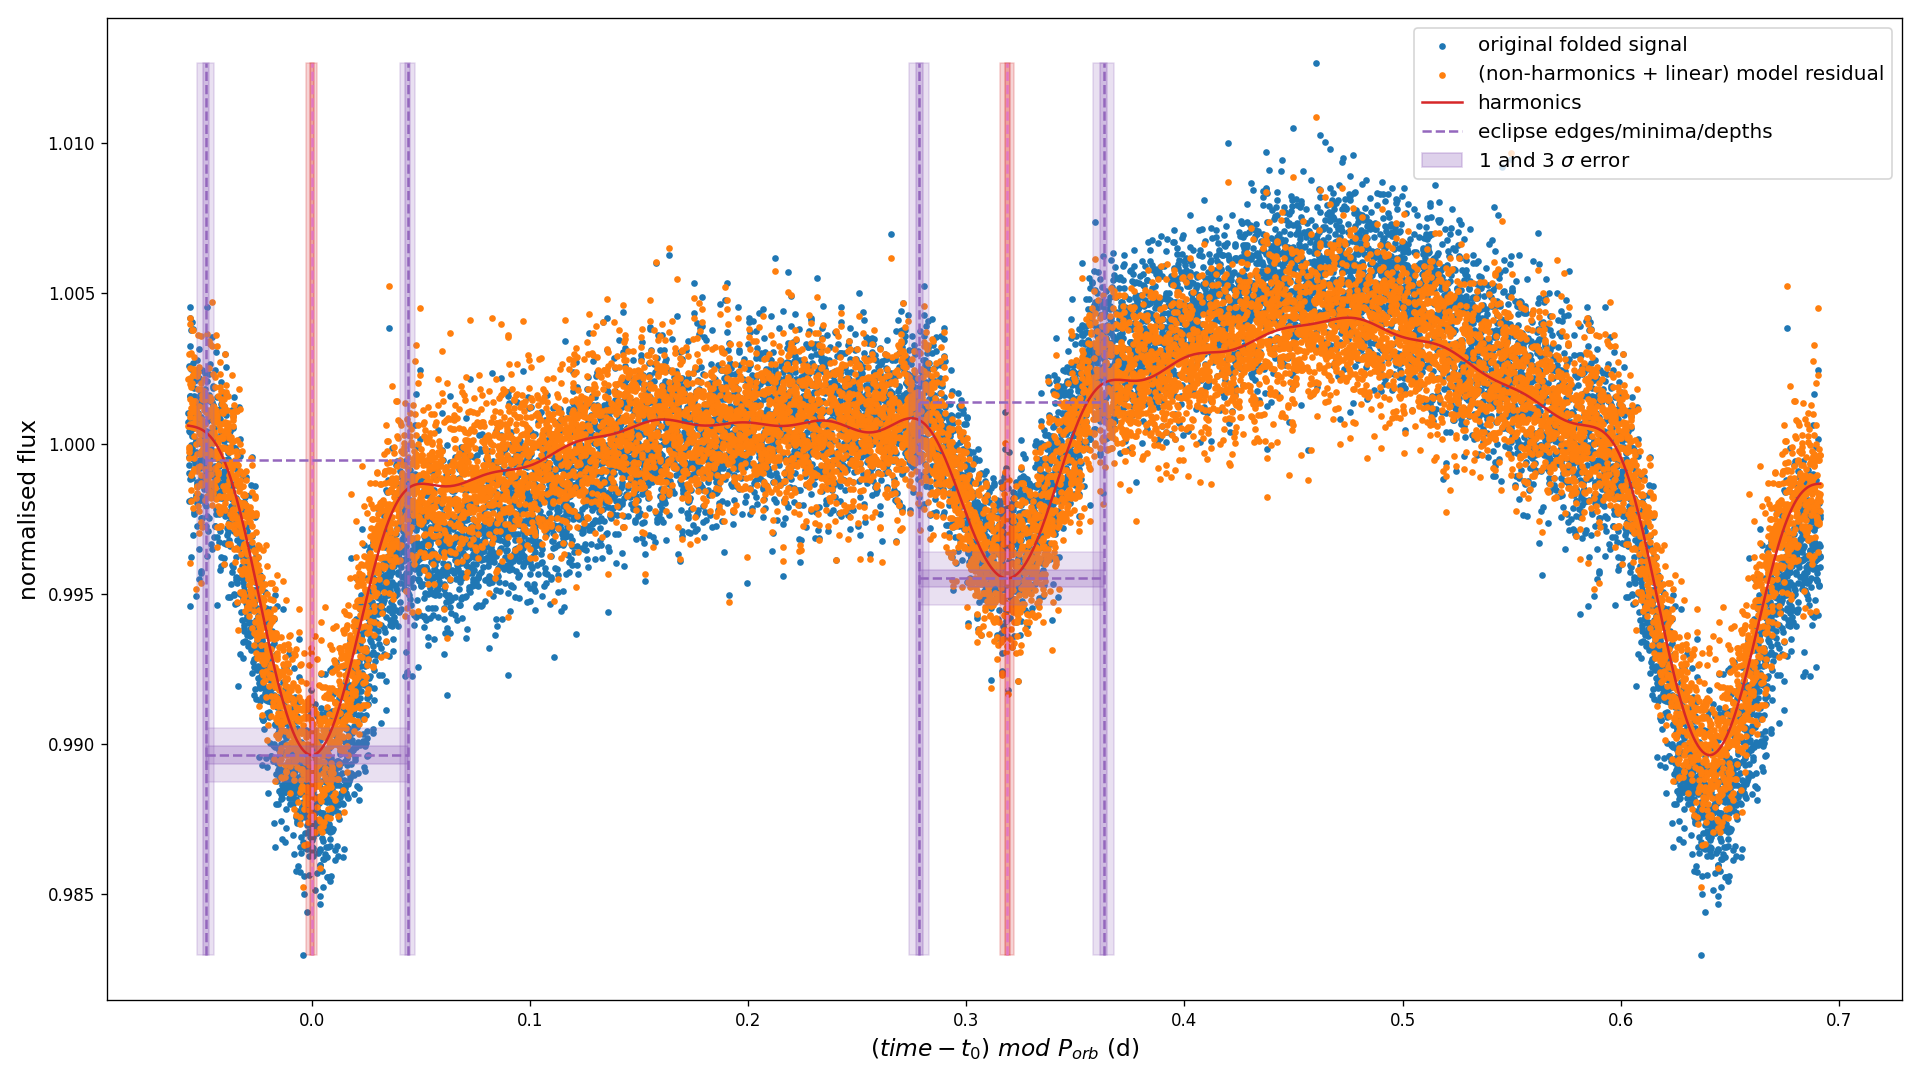 original folded signal
(non-harmonics + linear) model residual
harmonics
eclipse edges/minima/depths
1 and 3 σ error
normalised flux
1.010
1.005
1.000
0.995
0.990
0.985
0.0 0.1 0.2 0.3 0.4 0.5 0.6 0.7
(time − t₀) mod Pₒᵣb (d)